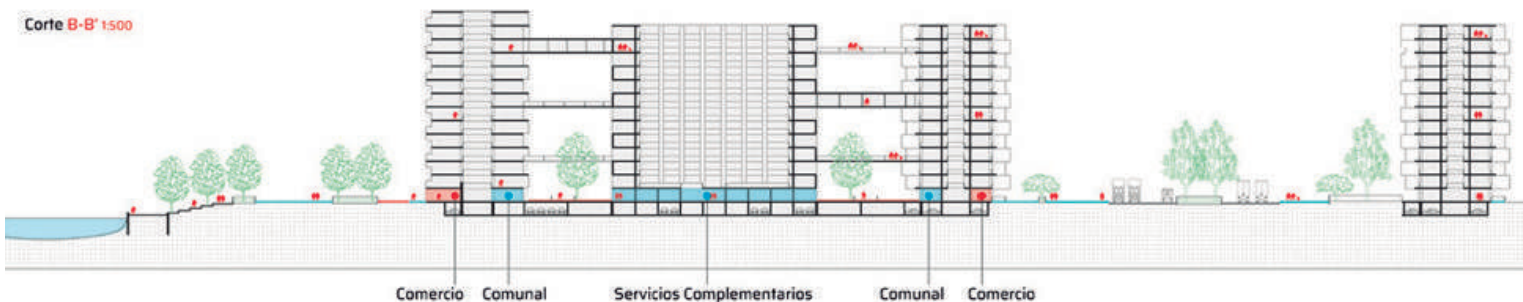 Corte B-B' 1:500
Comercio Comunal Servicios Complementarios Comunal Comercio